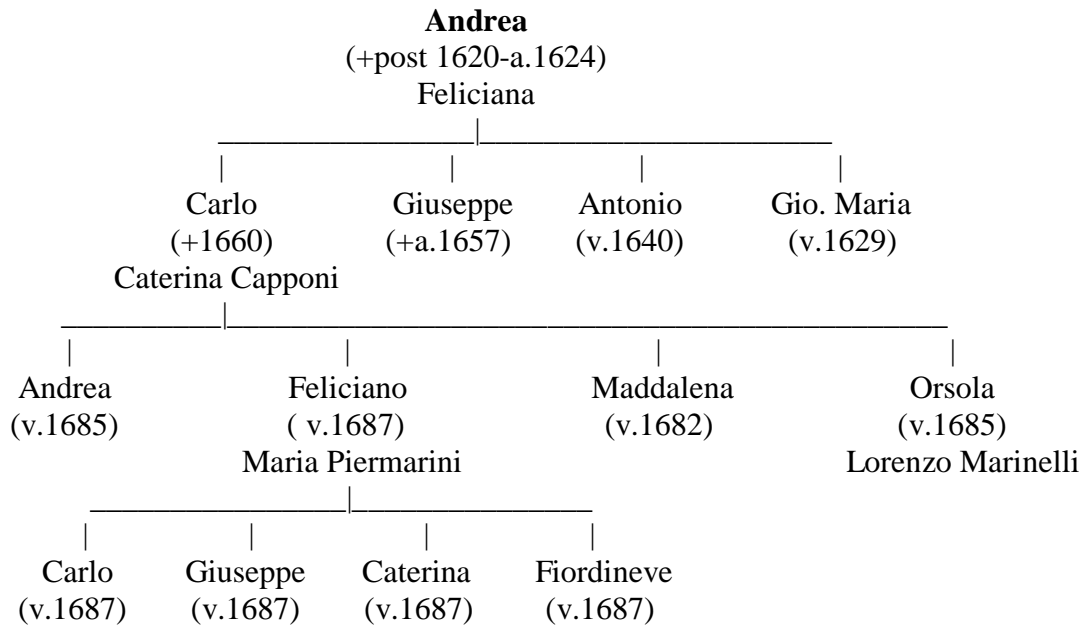 Andrea
(+post 1620-a.1624)
Feliciana
Carlo Giuseppe Antonio Gio. Maria
(+1660) (+a.1657) (v.1640) (v.1629)
Caterina Capponi
Andrea Feliciano Maddalena Orsola
(v.1685) ( v.1687) (v.1682) (v.1685)
Maria Piermarini Lorenzo Marinelli
Carlo Giuseppe Caterina Fiordineve
(v.1687) (v.1687) (v.1687) (v.1687)